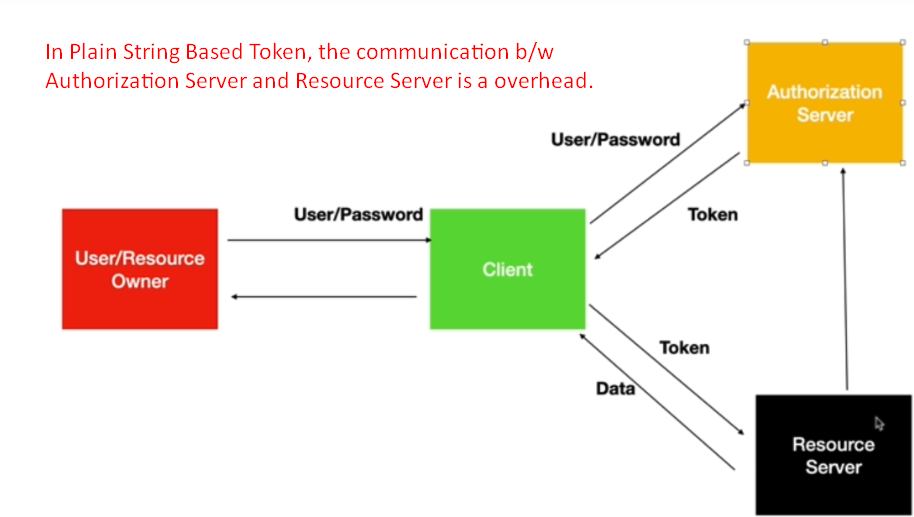 In Plain String Based Token, the communication b/w
Authorization Server and Resource Server is a overhead.
Authorization
Server
User/Password
Token
User/Password
User/Resource
Owner
Client
Token
Data
Resource
Server